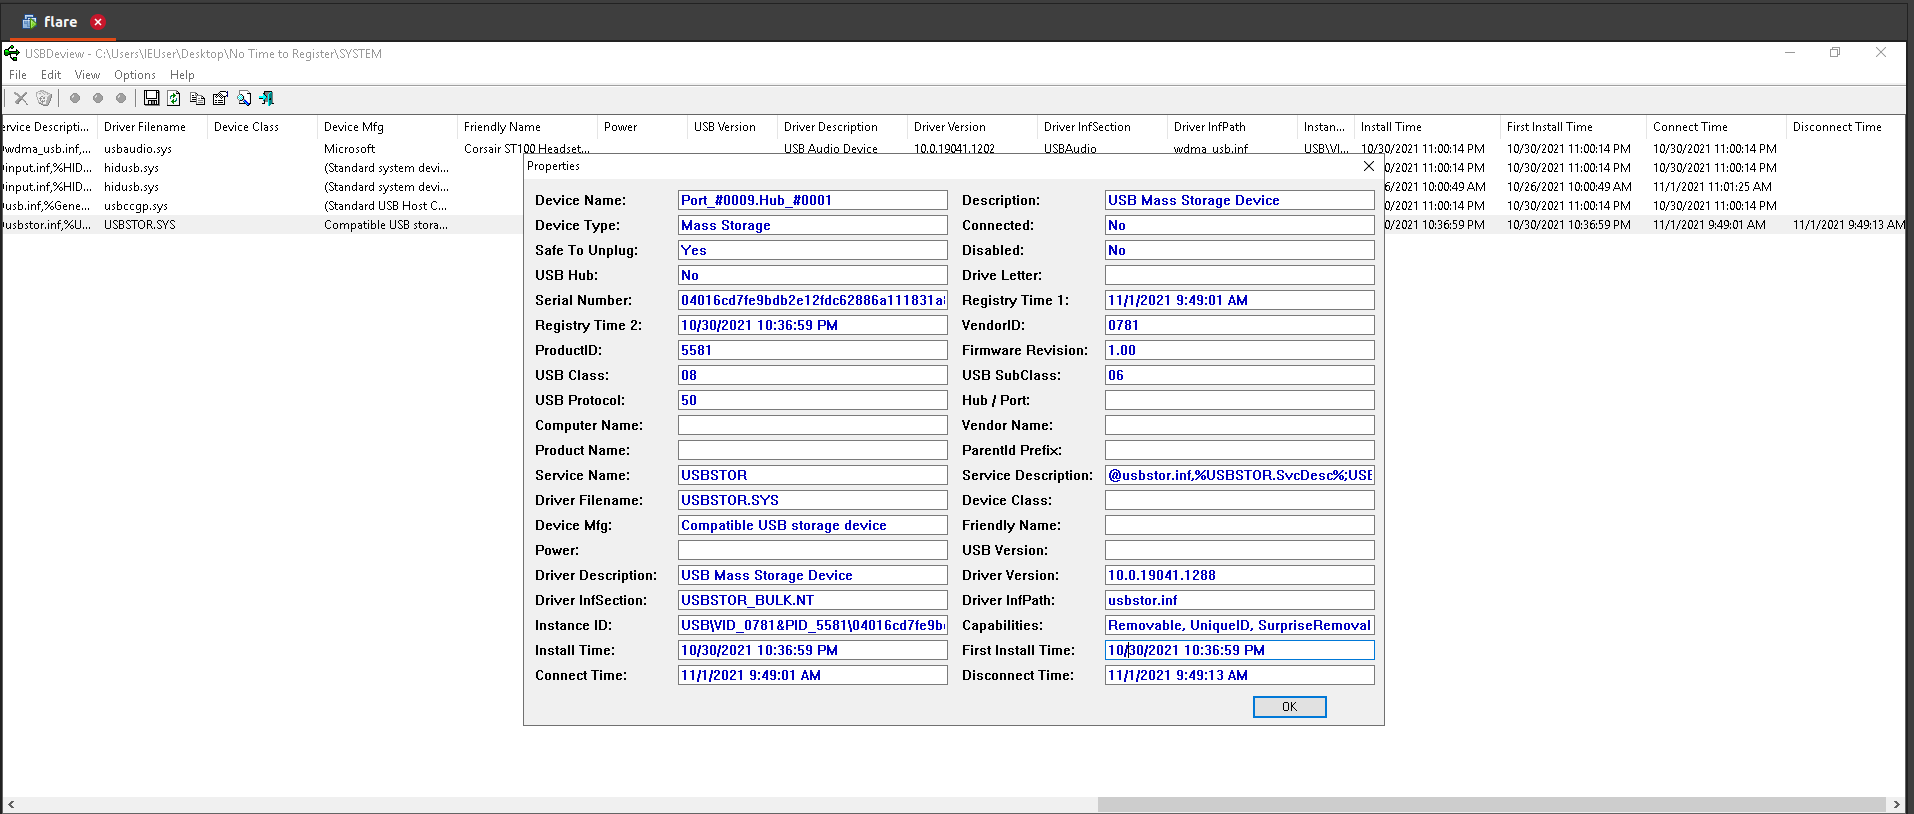 flare
USBDeview - C:\Users\IEUser\Desktop\No Time to Register\SYSTEM
File Edit View Options Help
ervice Descripti... Driver Filename Device Class Device Mfg Friendly Name Power USB Version Driver Description Driver Version Driver InfSection Driver InfPath Instan... Install Time First Install Time Connect Time Disconnect Time
wdma_usb.inf,... usbaudio.sys Microsoft Corsair ST100 Headset... USB Audio Device 10.0.19041.1202 USBAudio wdma_usb.inf USB\VI... 10/30/2021 11:00:14 PM 10/30/2021 11:00:14 PM 10/30/2021 11:00:14 PM
input.inf,%HID... hidusb.sys (Standard system devi... 0/30/2021 11:00:14 PM 10/30/2021 11:00:14 PM 10/30/2021 11:00:14 PM
input.inf,%HID... hidusb.sys (Standard system devi... 6/2021 10:00:49 AM 10/26/2021 10:00:49 AM 11/1/2021 11:01:25 AM
usb.inf,%Gene... usbccgp.sys (Standard USB Host C... 0/30/2021 11:00:14 PM 10/30/2021 11:00:14 PM 10/30/2021 11:00:14 PM
usbstor.inf,%U... USBSTOR.SYS Compatible USB stora... 0/2021 10:36:59 PM 10/30/2021 10:36:59 PM 11/1/2021 9:49:01 AM 11/1/2021 9:49:13 AM
Properties
Device Name: Port_#0009.Hub_#0001 Description: USB Mass Storage Device
Device Type: Mass Storage Connected: No
Safe To Unplug: Yes Disabled: No
USB Hub: No Drive Letter:
Serial Number: 04016cd7fe9bdb2e12fdc62886a111831a Registry Time 1: 11/1/2021 9:49:01 AM
Registry Time 2: 10/30/2021 10:36:59 PM VendorID: 0781
ProductID: 5581 Firmware Revision: 1.00
USB Class: 08 USB SubClass: 06
USB Protocol: 50 Hub / Port:
Computer Name: Vendor Name:
Product Name: ParentId Prefix:
Service Name: USBSTOR Service Description: @usbstor.inf,%USBSTOR.SvcDesc%;USB
Driver Filename: USBSTOR.SYS Device Class:
Device Mfg: Compatible USB storage device Friendly Name:
Power: USB Version:
Driver Description: USB Mass Storage Device Driver Version: 10.0.19041.1288
Driver InfSection: USBSTOR_BULK.NT Driver InfPath: usbstor.inf
Instance ID: USB\VID_0781&PID_5581\04016cd7fe9b Capabilities: Removable, UniqueID, SurpriseRemoval
Install Time: 10/30/2021 10:36:59 PM First Install Time: 10/30/2021 10:36:59 PM
Connect Time: 11/1/2021 9:49:01 AM Disconnect Time: 11/1/2021 9:49:13 AM
OK